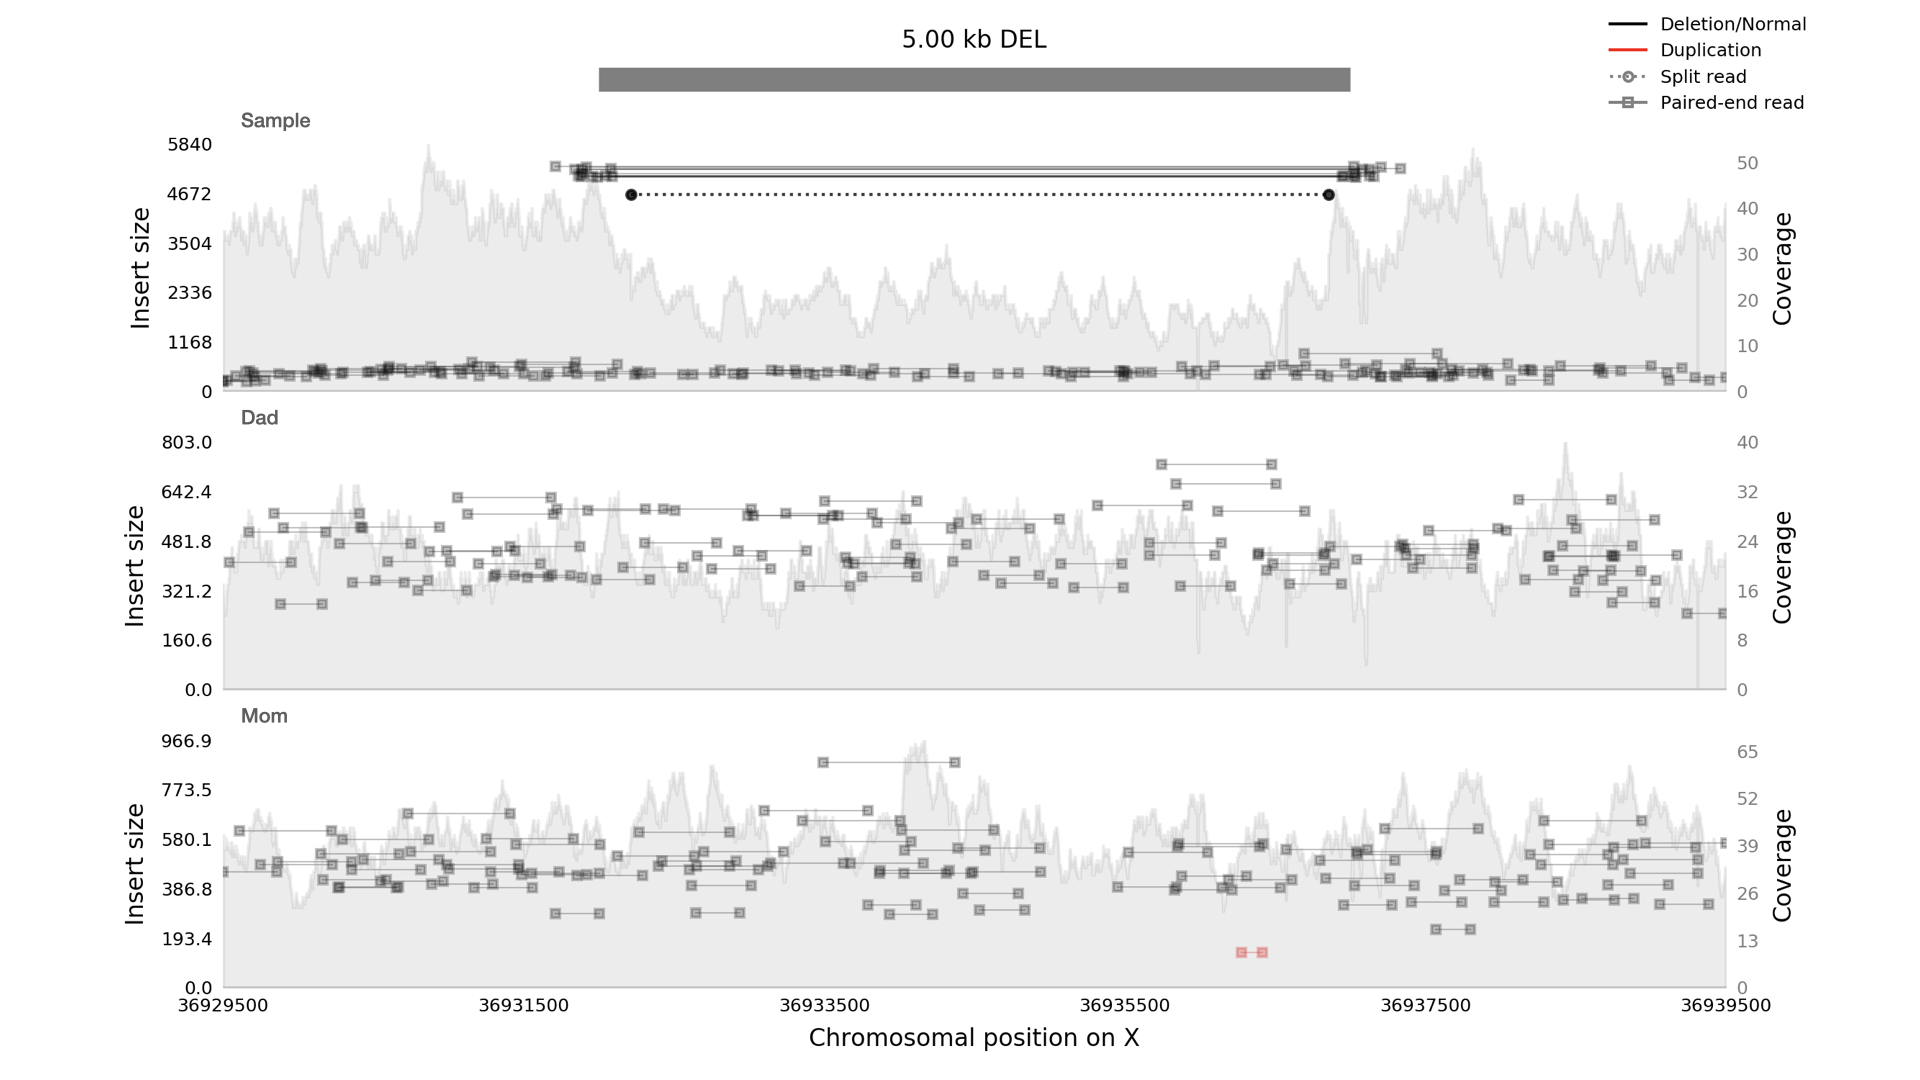 5.00 kb DEL
Deletion/Normal
Duplication
Split read
Paired-end read
Sample
5840
4672
3504
2336
1168
0
Insert size
50
40
30
20
10
0
Coverage
Dad
803.0
642.4
481.8
321.2
160.6
0.0
Insert size
40
32
24
16
8
0
Coverage
Mom
966.9
773.5
580.1
386.8
193.4
0.0
Insert size
65
52
39
26
13
0
Coverage
36929500 36931500 36933500 36935500 36937500 36939500
Chromosomal position on X